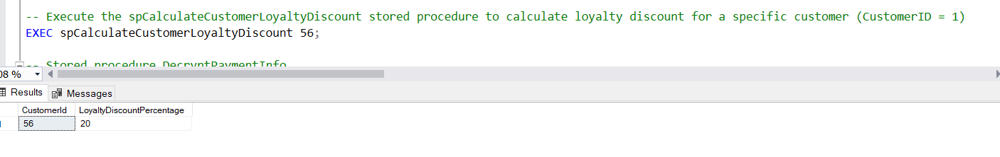 -- Execute the spCalculateCustomerLoyaltyDiscount stored procedure to calculate loyalty discount for a specific customer (CustomerID = 1)
EXEC spCalculateCustomerLoyaltyDiscount 56;
-- Stored procedure DecryptPaymentInfo
08 %
Results Messages
CustomerId LoyaltyDiscountPercentage
56 20